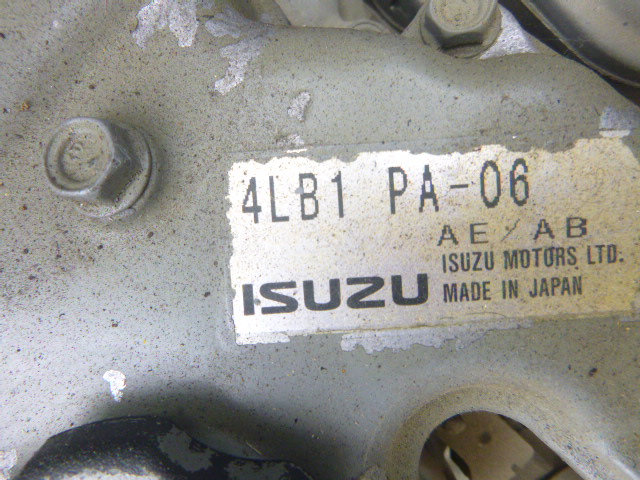 4LB1 PA-06
AE/AB
ISUZU MOTORS LTD.
ISUZU MADE IN JAPAN